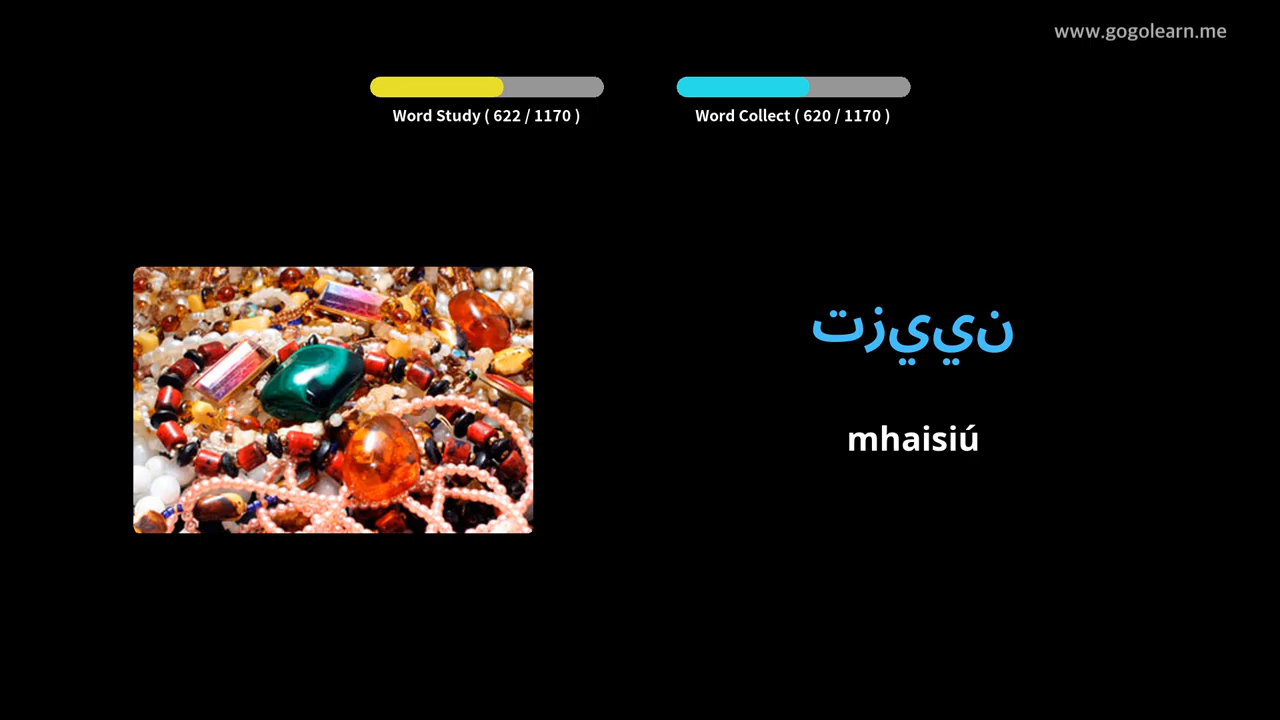 www.gogolearn.me
Word Study ( 622 / 1170 )
Word Collect ( 620 / 1170 )
تزيين
mhaisiú